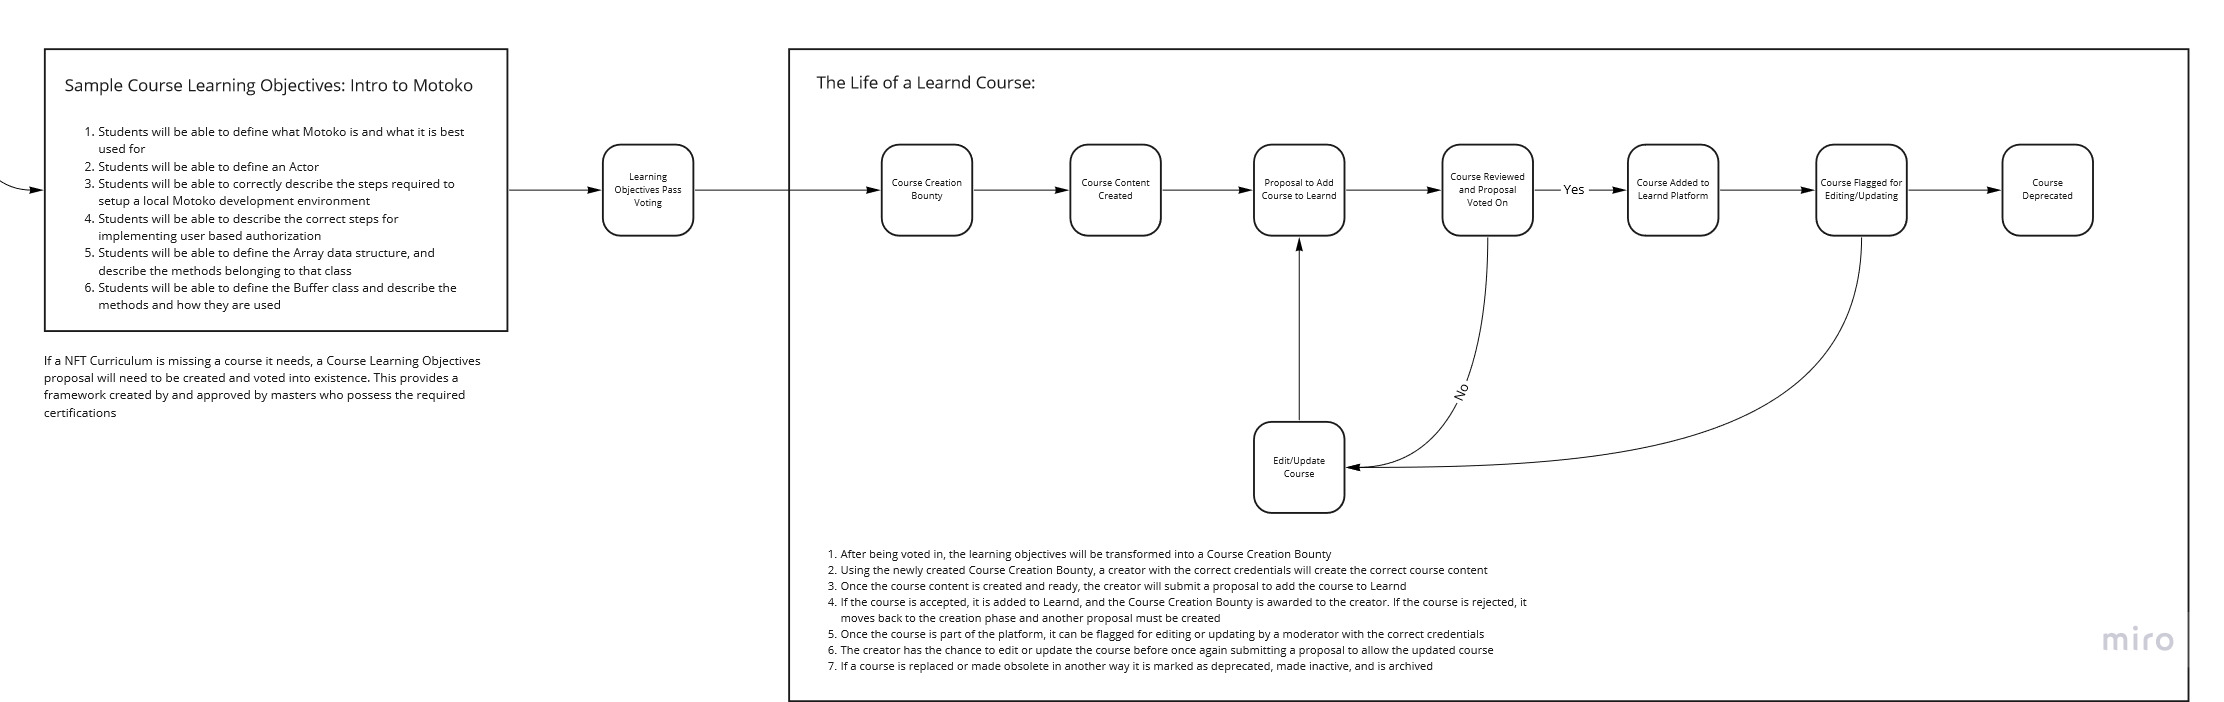 Sample Course Learning Objectives: Intro to Motoko
1. Students will be able to define what Motoko is and what it is best
used for
2. Students will be able to define an Actor
3. Students will be able to correctly describe the steps required to
setup a local Motoko development environment
4. Students will be able to describe the correct steps for
implementing user based authorization
5. Students will be able to define the Array data structure, and
describe the methods belonging to that class
6. Students will be able to define the Buffer class and describe the
methods and how they are used
If a NFT Curriculum is missing a course it needs, a Course Learning Objectives
proposal will need to be created and voted into existence. This provides a
framework created by and approved by masters who possess the required
certifications
Learning
Objectives Pass
Voting
The Life of a Learnd Course:
Course Creation
Bounty
Course Content
Created
Proposal to Add
Course to Learnd
Course Reviewed
and Proposal
Voted On
Yes
Course Added to
Learnd Platform
Course Flagged for
Editing/Updating
Course
Deprecated
No
Edit/Update
Course
1. After being voted in, the learning objectives will be transformed into a Course Creation Bounty
2. Using the newly created Course Creation Bounty, a creator with the correct credentials will create the correct course content
3. Once the course content is created and ready, the creator will submit a proposal to add the course to Learnd
4. If the course is accepted, it is added to Learnd, and the Course Creation Bounty is awarded to the creator. If the course is rejected, it
moves back to the creation phase and another proposal must be created
5. Once the course is part of the platform, it can be flagged for editing or updating by a moderator with the correct credentials
6. The creator has the chance to edit or update the course before once again submitting a proposal to allow the updated course
7. If a course is replaced or made obsolete in another way it is marked as deprecated, made inactive, and is archived
miro